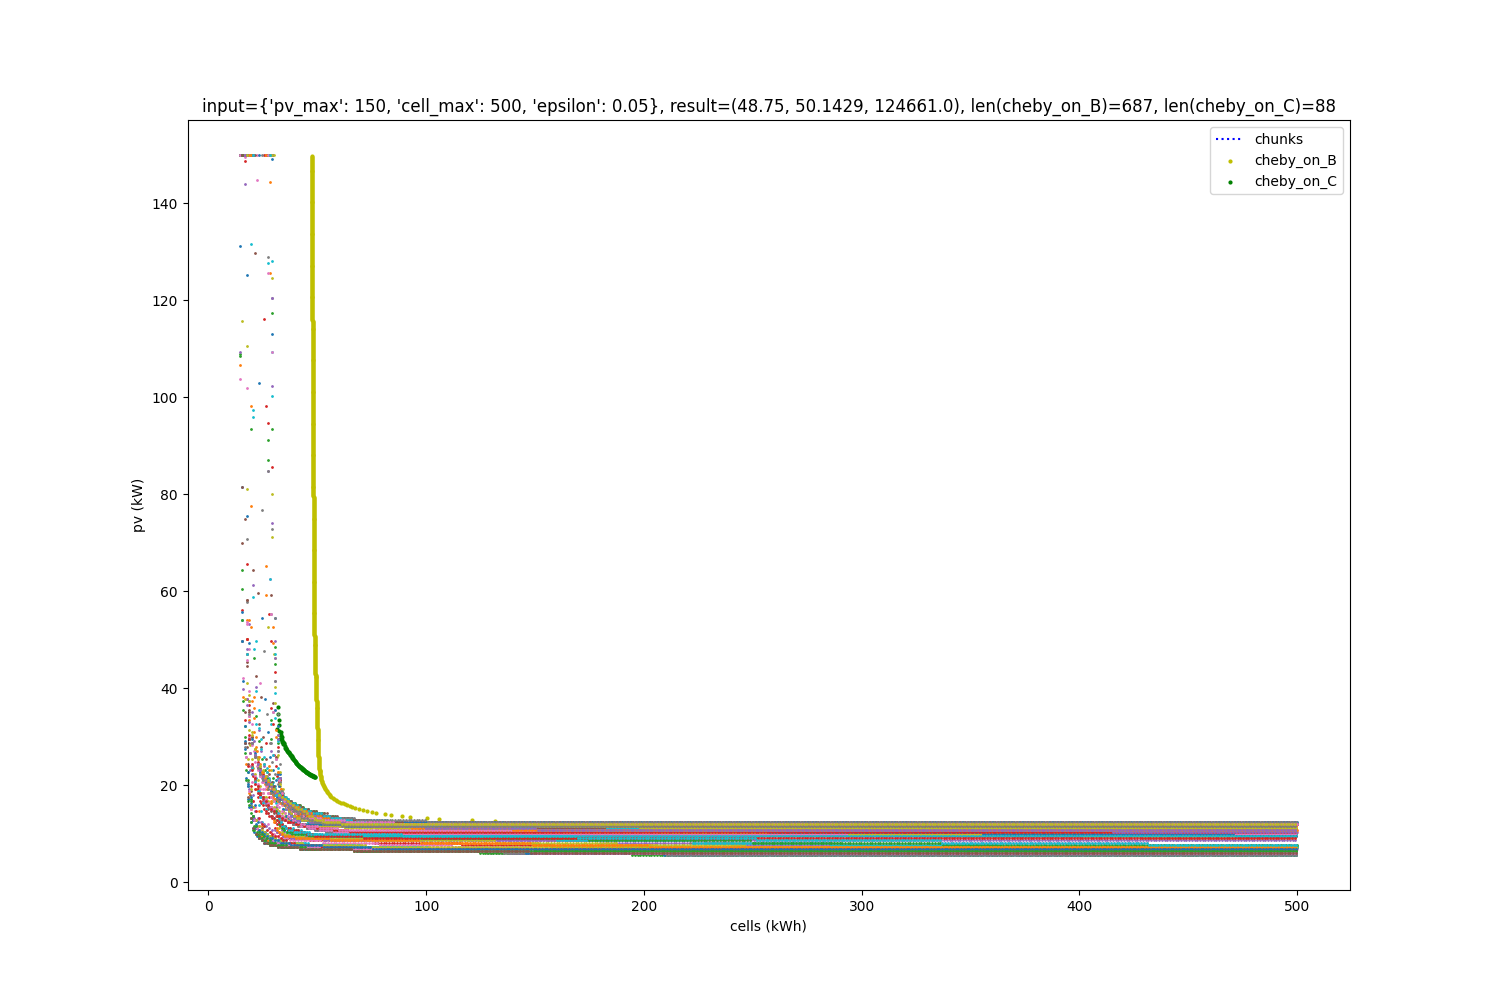 input={'pv_max': 150, 'cell_max': 500, 'epsilon': 0.05}, result=(48.75, 50.1429, 124661.0), len(cheby_on_B)=687, len(cheby_on_C)=88
chunks
cheby_on_B
cheby_on_C
140
120
100
80
60
40
20
0
pv (kW)
0 100 200 300 400 500
cells (kWh)